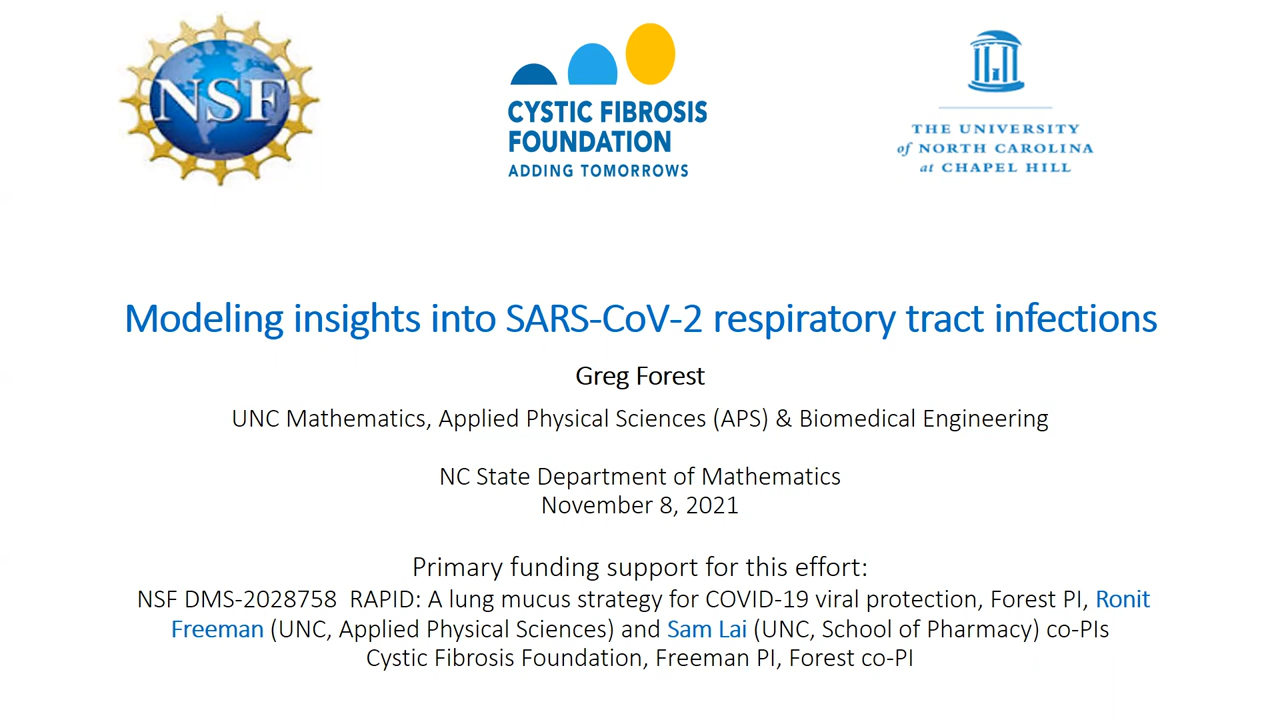 NSF
CYSTIC FIBROSIS
FOUNDATION
ADDING TOMORROWS
THE UNIVERSITY
of NORTH CAROLINA
at CHAPEL HILL
Modeling insights into SARS-CoV-2 respiratory tract infections
Greg Forest
UNC Mathematics, Applied Physical Sciences (APS) & Biomedical Engineering
NC State Department of Mathematics
November 8, 2021
Primary funding support for this effort:
NSF DMS-2028758 RAPID: A lung mucus strategy for COVID-19 viral protection, Forest PI, Ronit
Freeman (UNC, Applied Physical Sciences) and Sam Lai (UNC, School of Pharmacy) co-PIs
Cystic Fibrosis Foundation, Freeman PI, Forest co-PI